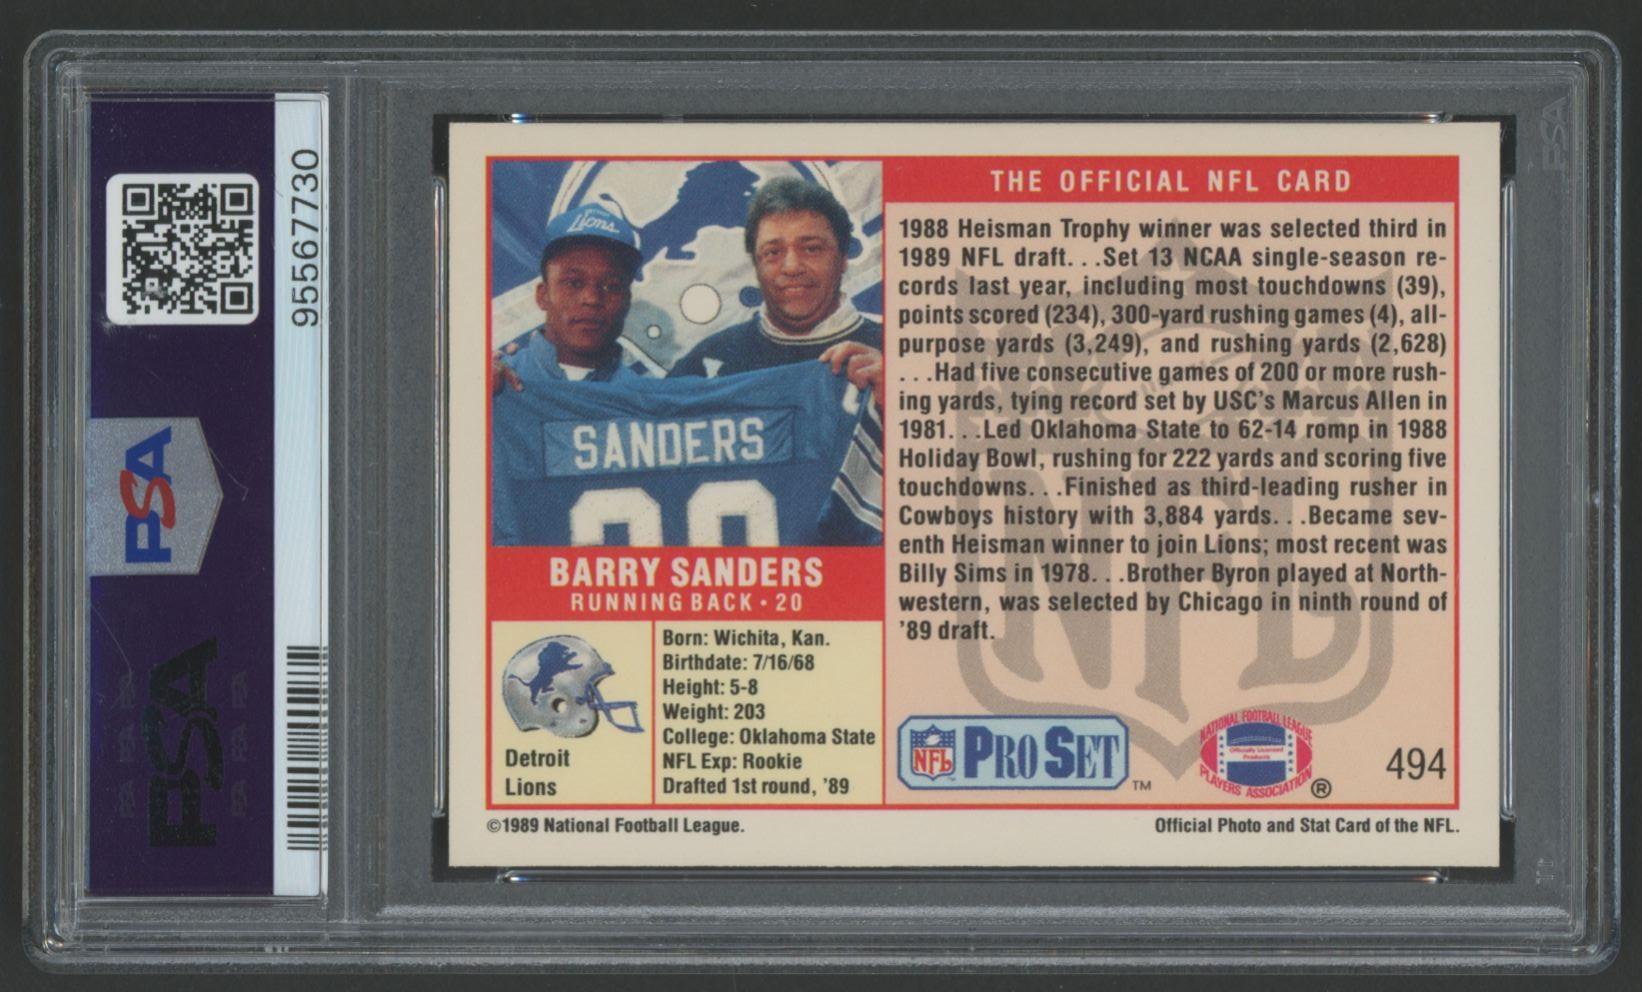 95567730
PSA
PSA
Lions
SANDERS
BARRY SANDERS
RUNNING BACK • 20
Detroit
Lions
Born: Wichita, Kan.
Birthdate: 7/16/68
Height: 5-8
Weight: 203
College: Oklahoma State
NFL Exp: Rookie
Drafted 1st round, '89
THE OFFICIAL NFL CARD
1988 Heisman Trophy winner was selected third in
1989 NFL draft. . .Set 13 NCAA single-season re-
cords last year, including most touchdowns (39),
points scored (234), 300-yard rushing games (4), all-
purpose yards (3,249), and rushing yards (2,628)
. . .Had five consecutive games of 200 or more rush-
ing yards, tying record set by USC's Marcus Allen in
1981. . .Led Oklahoma State to 62-14 romp in 1988
Holiday Bowl, rushing for 222 yards and scoring five
touchdowns. . .Finished as third-leading rusher in
Cowboys history with 3,884 yards. . .Became sev-
enth Heisman winner to join Lions; most recent was
Billy Sims in 1978. . .Brother Byron played at North-
western, was selected by Chicago in ninth round of
'89 draft.
NFL
NFL PRO SET ™
NATIONAL FOOTBALL LEAGUE
Officially Licensed
Products
PLAYERS ASSOCIATION ®
494
©1989 National Football League.
Official Photo and Stat Card of the NFL.
PSA